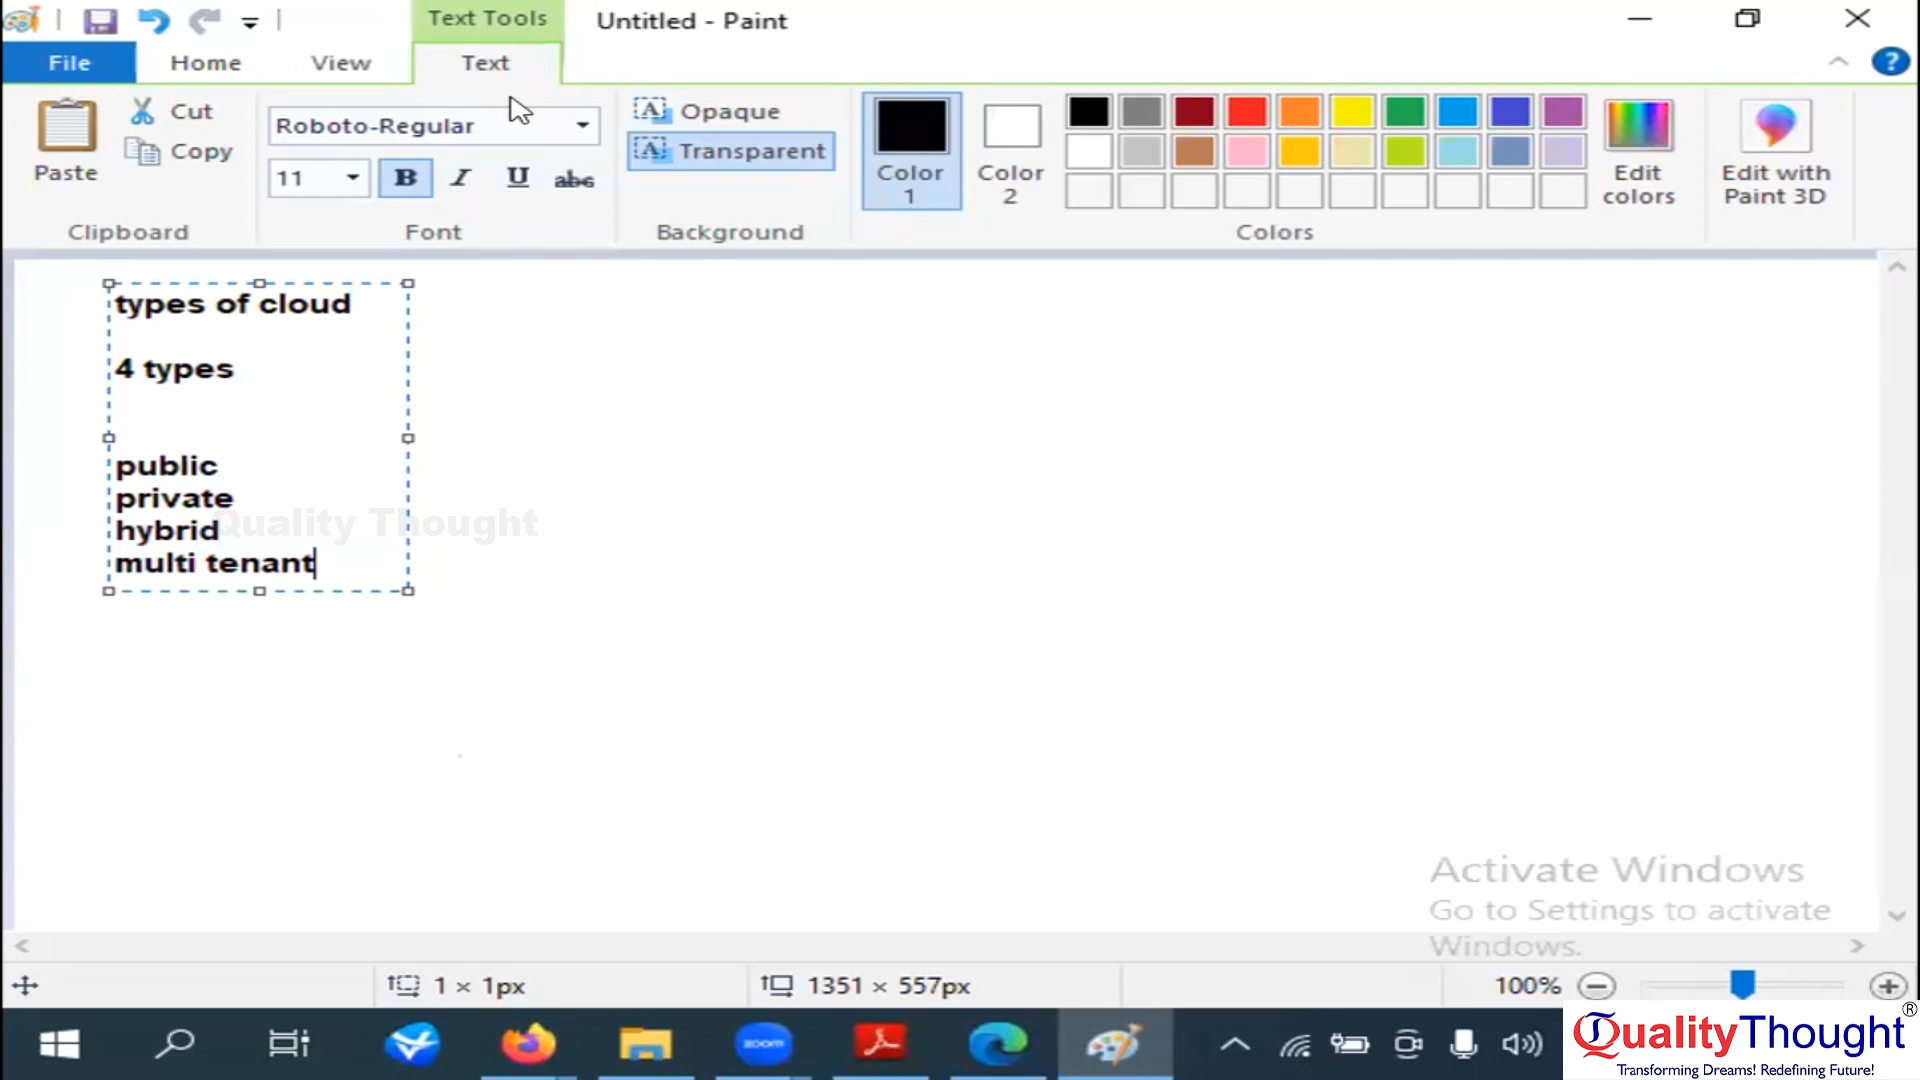 Text Tools
Untitled - Paint
File
Home
View
Text
Paste
Cut
Copy
Clipboard
Roboto-Regular
11
B
I
U
abc
Font
Opaque
Transparent
Background
Color 1
Color 2
Edit colors
Colors
Edit with Paint 3D
types of cloud
4 types
public
private
hybrid
multi tenant
Quality Thought
Activate Windows
Go to Settings to activate
Windows.
1 × 1px
1351 × 557px
100%
zoom
QualityThought®
Transforming Dreams! Redefining Future!